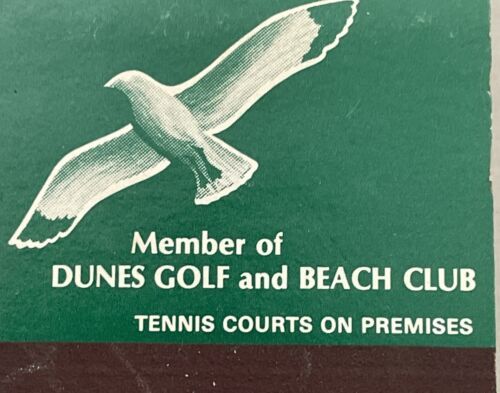 Member of
DUNES GOLF and BEACH CLUB
TENNIS COURTS ON PREMISES